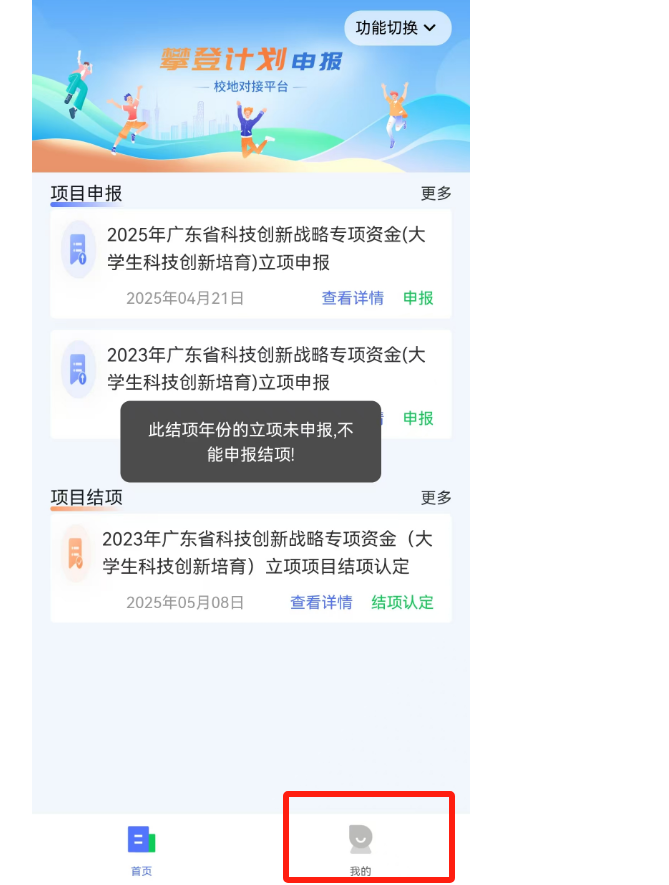 功能切换
攀登计划申报
校地对接平台
项目申报
更多
2025年广东省科技创新战略专项资金(大
学生科技创新培育)立项申报
2025年04月21日
查看详情
申报
2023年广东省科技创新战略专项资金(大
学生科技创新培育)立项申报
申报
此结项年份的立项未申报,不
能申报结项!
项目结项
更多
2023年广东省科技创新战略专项资金（大
学生科技创新培育）立项项目结项认定
2025年05月08日
查看详情
结项认定
首页
我的